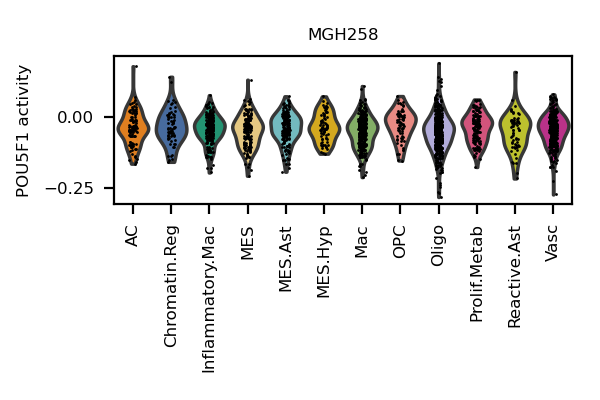 MGH258
POU5F1 activity
0.00
−0.25
AC
Chromatin.Reg
Inflammatory.Mac
MES
MES.Ast
MES.Hyp
Mac
OPC
Oligo
Prolif.Metab
Reactive.Ast
Vasc